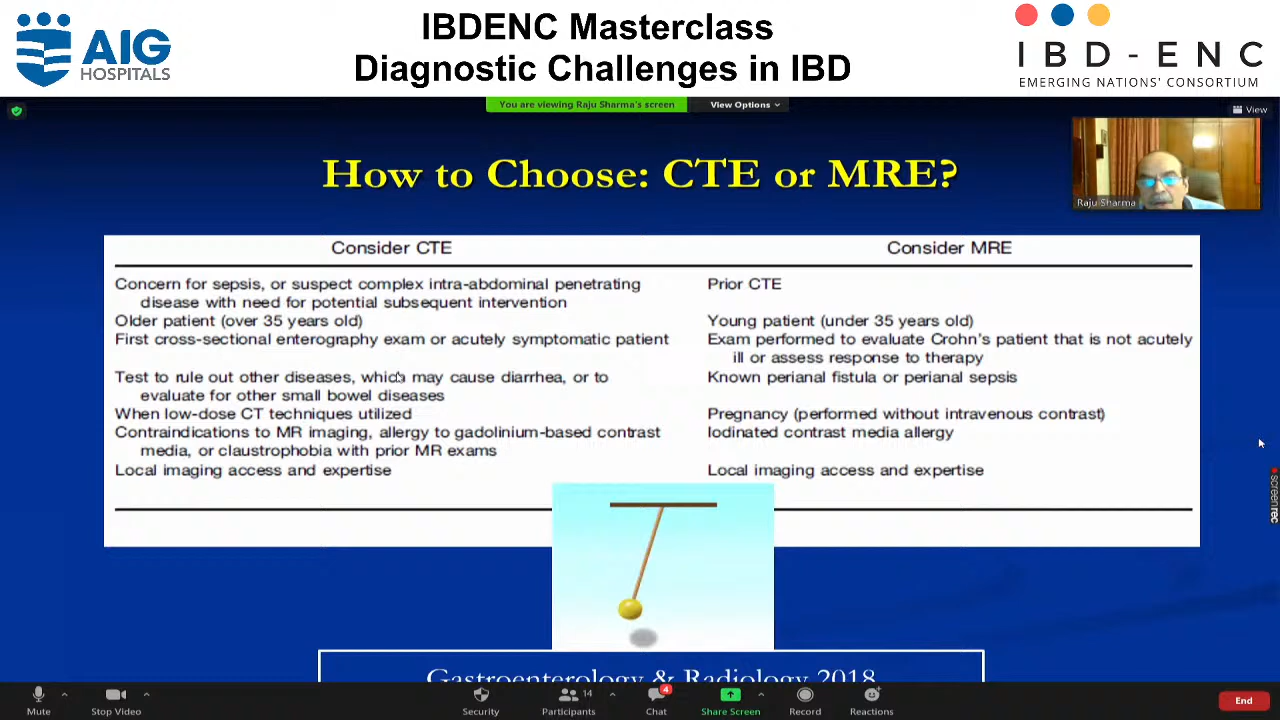 AIG
HOSPITALS
IBDENC Masterclass
Diagnostic Challenges in IBD
IBD-ENC
EMERGING NATIONS' CONSORTIUM
You are viewing Raju Sharma's screen
View Options
View
How to Choose: CTE or MRE?
Raju Sharma
Consider CTE
Consider MRE
Concern for sepsis, or suspect complex intra-abdominal penetrating
disease with need for potential subsequent intervention
Prior CTE
Older patient (over 35 years old)
Young patient (under 35 years old)
First cross-sectional enterography exam or acutely symptomatic patient
Exam performed to evaluate Crohn's patient that is not acutely
ill or assess response to therapy
Test to rule out other diseases, which may cause diarrhea, or to
evaluate for other small bowel diseases
Known perianal fistula or perianal sepsis
When low-dose CT techniques utilized
Pregnancy (performed without intravenous contrast)
Contraindications to MR imaging, allergy to gadolinium-based contrast
media, or claustrophobia with prior MR exams
Iodinated contrast media allergy
Local imaging access and expertise
Local imaging access and expertise
screenrec
Gastroenterology & Radiology 2018
Mute
Stop Video
Security
14
Participants
4
Chat
Share Screen
Record
Reactions
End